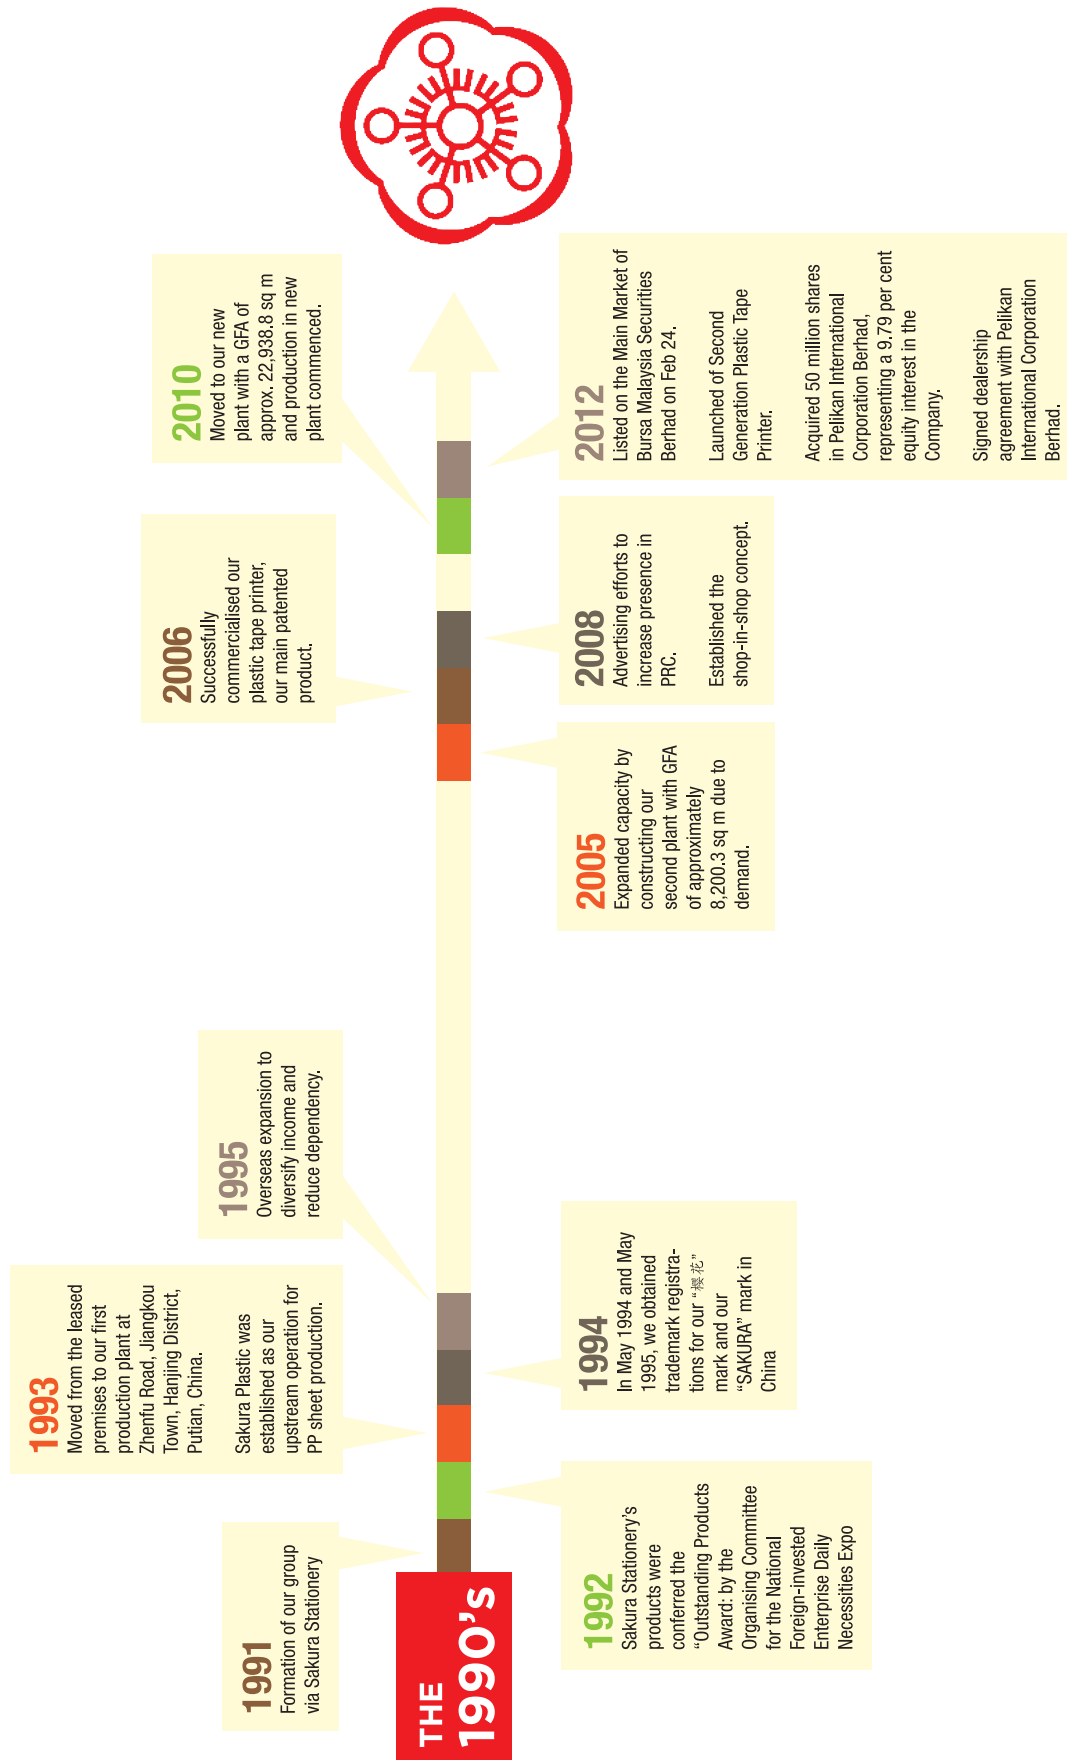 THE
1990's
1991
Formation of our group
via Sakura Stationery
1992
Sakura Stationery’s
products were
conferred the
“Outstanding Products
Award: by the
Organising Committee
for the National
Foreign-invested
Enterprise Daily
Necessities Expo
1993
Moved from the leased
premises to our first
production plant at
Zhenfu Road, Jiangkou
Town, Hanjing District,
Putian, China.
Sakura Plastic was
established as our
upstream operation for
PP sheet production.
1994
In May 1994 and May
1995, we obtained
trademark registra-
tions for our “樱花”
mark and our
“SAKURA” mark in
China
1995
Overseas expansion to
diversify income and
reduce dependency.
2005
Expanded capacity by
constructing our
second plant with GFA
of approximately
8,200.3 sq m due to
demand.
2006
Successfully
commercialised our
plastic tape printer,
our main patented
product.
2008
Advertising efforts to
increase presence in
PRC.
Established the
shop-in-shop concept.
2010
Moved to our new
plant with a GFA of
approx. 22,938.8 sq m
and production in new
plant commenced.
2012
Listed on the Main Market of
Bursa Malaysia Securities
Berhad on Feb 24.
Launched of Second
Generation Plastic Tape
Printer.
Acquired 50 million shares
in Pelikan International
Corporation Berhad,
representing a 9.79 per cent
equity interest in the
Company.
Signed dealership
agreement with Pelikan
International Corporation
Berhad.